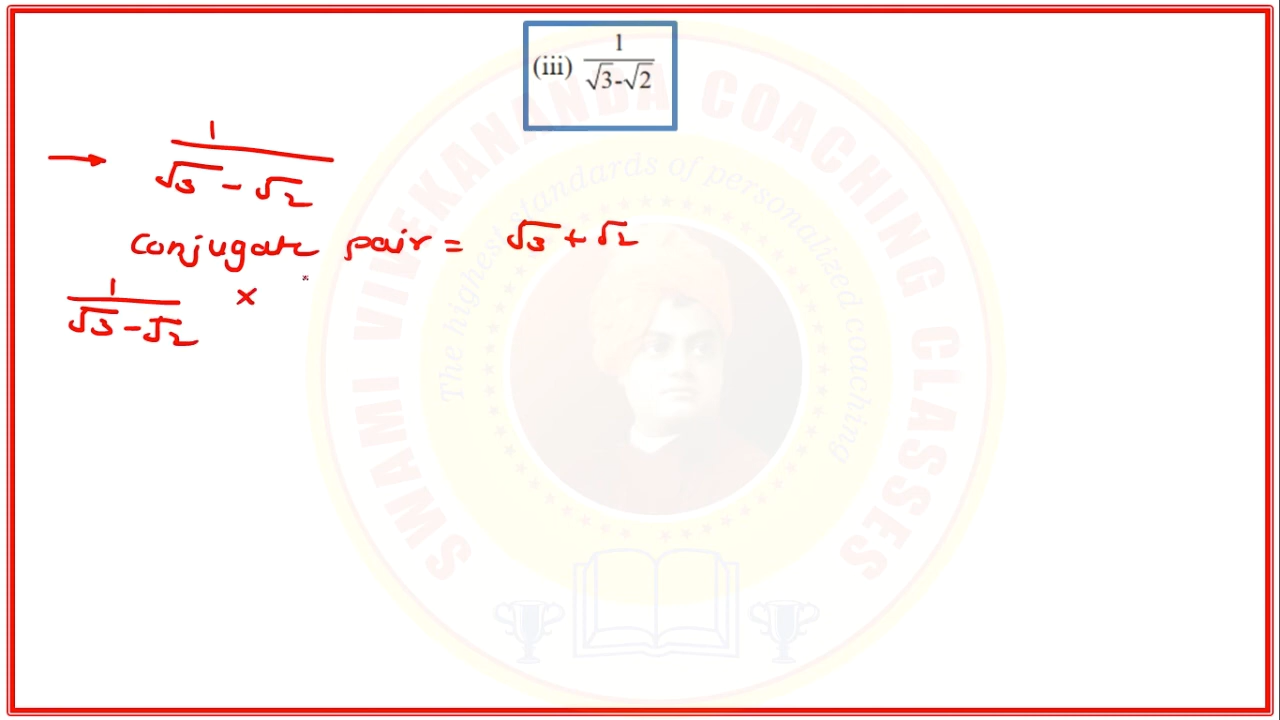 (iii) 1/(√3-√2)
→ 1/(√3 - √2)
Conjugate pair = √3 + √2
1/(√3-√2) ×
SWAMI VIVEKANANDA COACHING CLASSES
The highest standards of personalized coaching